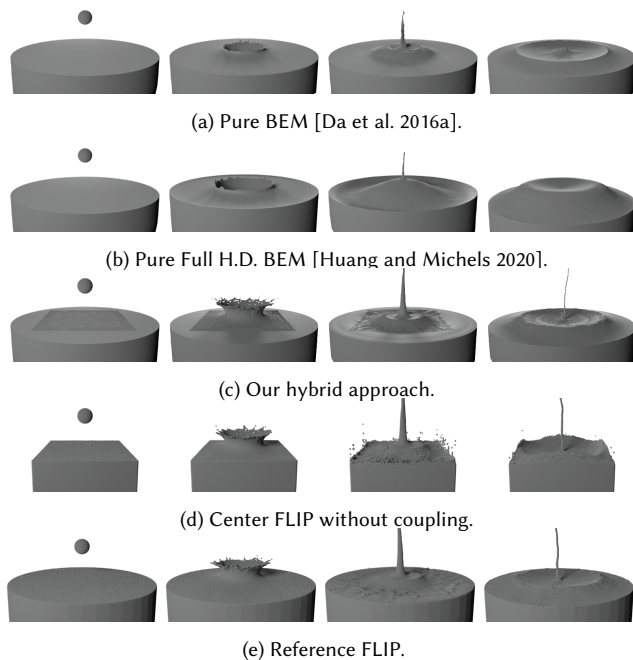 (a) Pure BEM [Da et al. 2016a].
(b) Pure Full H.D. BEM [Huang and Michels 2020].
(c) Our hybrid approach.
(d) Center FLIP without coupling.
(e) Reference FLIP.